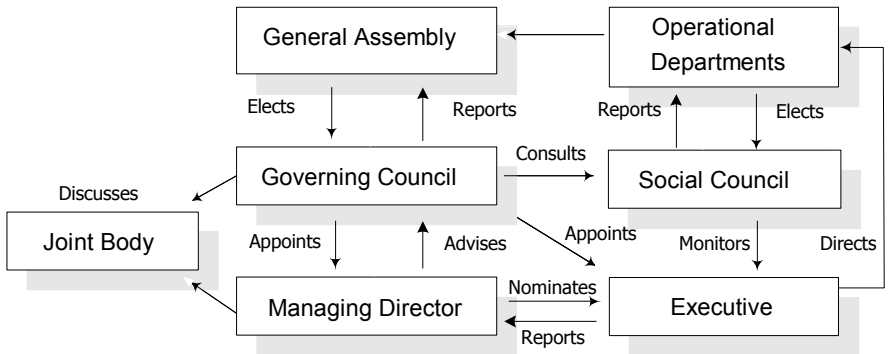 General Assembly
Operational
Departments
Elects
Reports
Reports
Elects
Governing Council
Consults
Social Council
Discusses
Joint Body
Appoints
Advises
Appoints
Monitors
Directs
Managing Director
Nominates
Reports
Executive